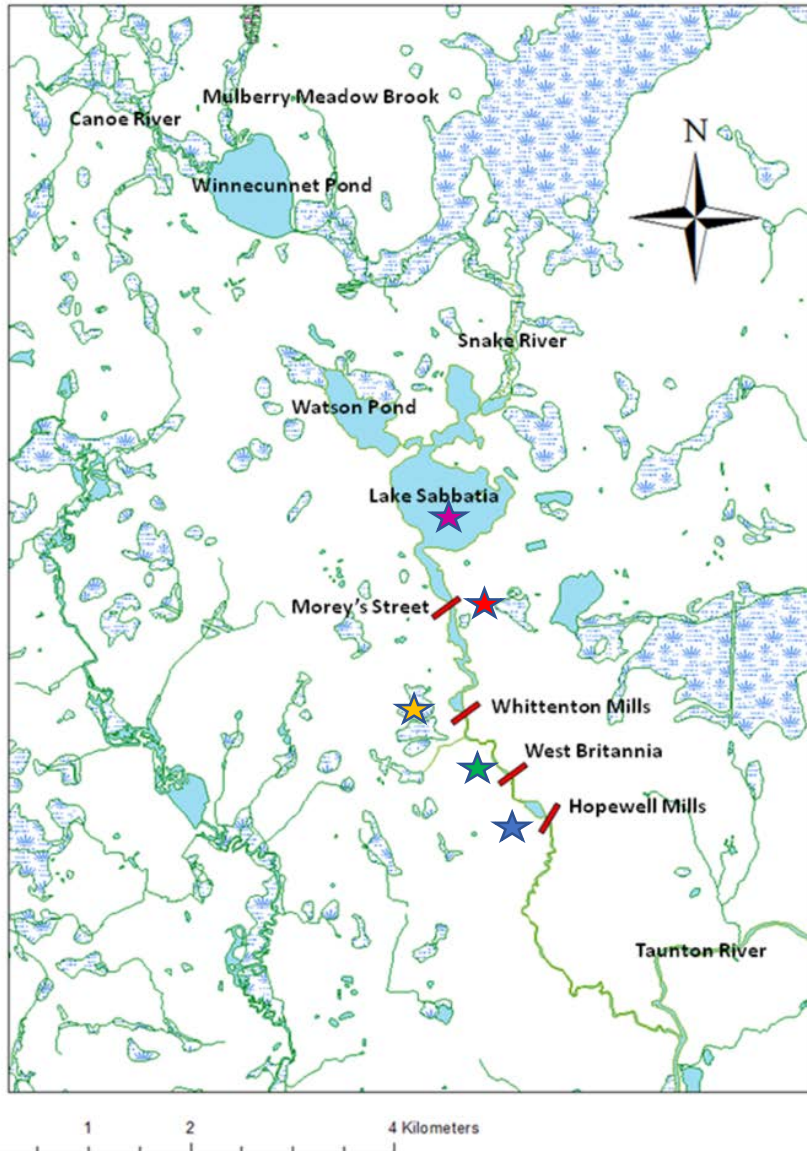 Mulberry Meadow Brook
Canoe River
N
Winnecunnet Pond
Snake River
Watson Pond
Lake Sabbatia
Morey's Street
Whittenton Mills
West Britannia
Hopewell Mills
Taunton River
1 2 4 Kilometers